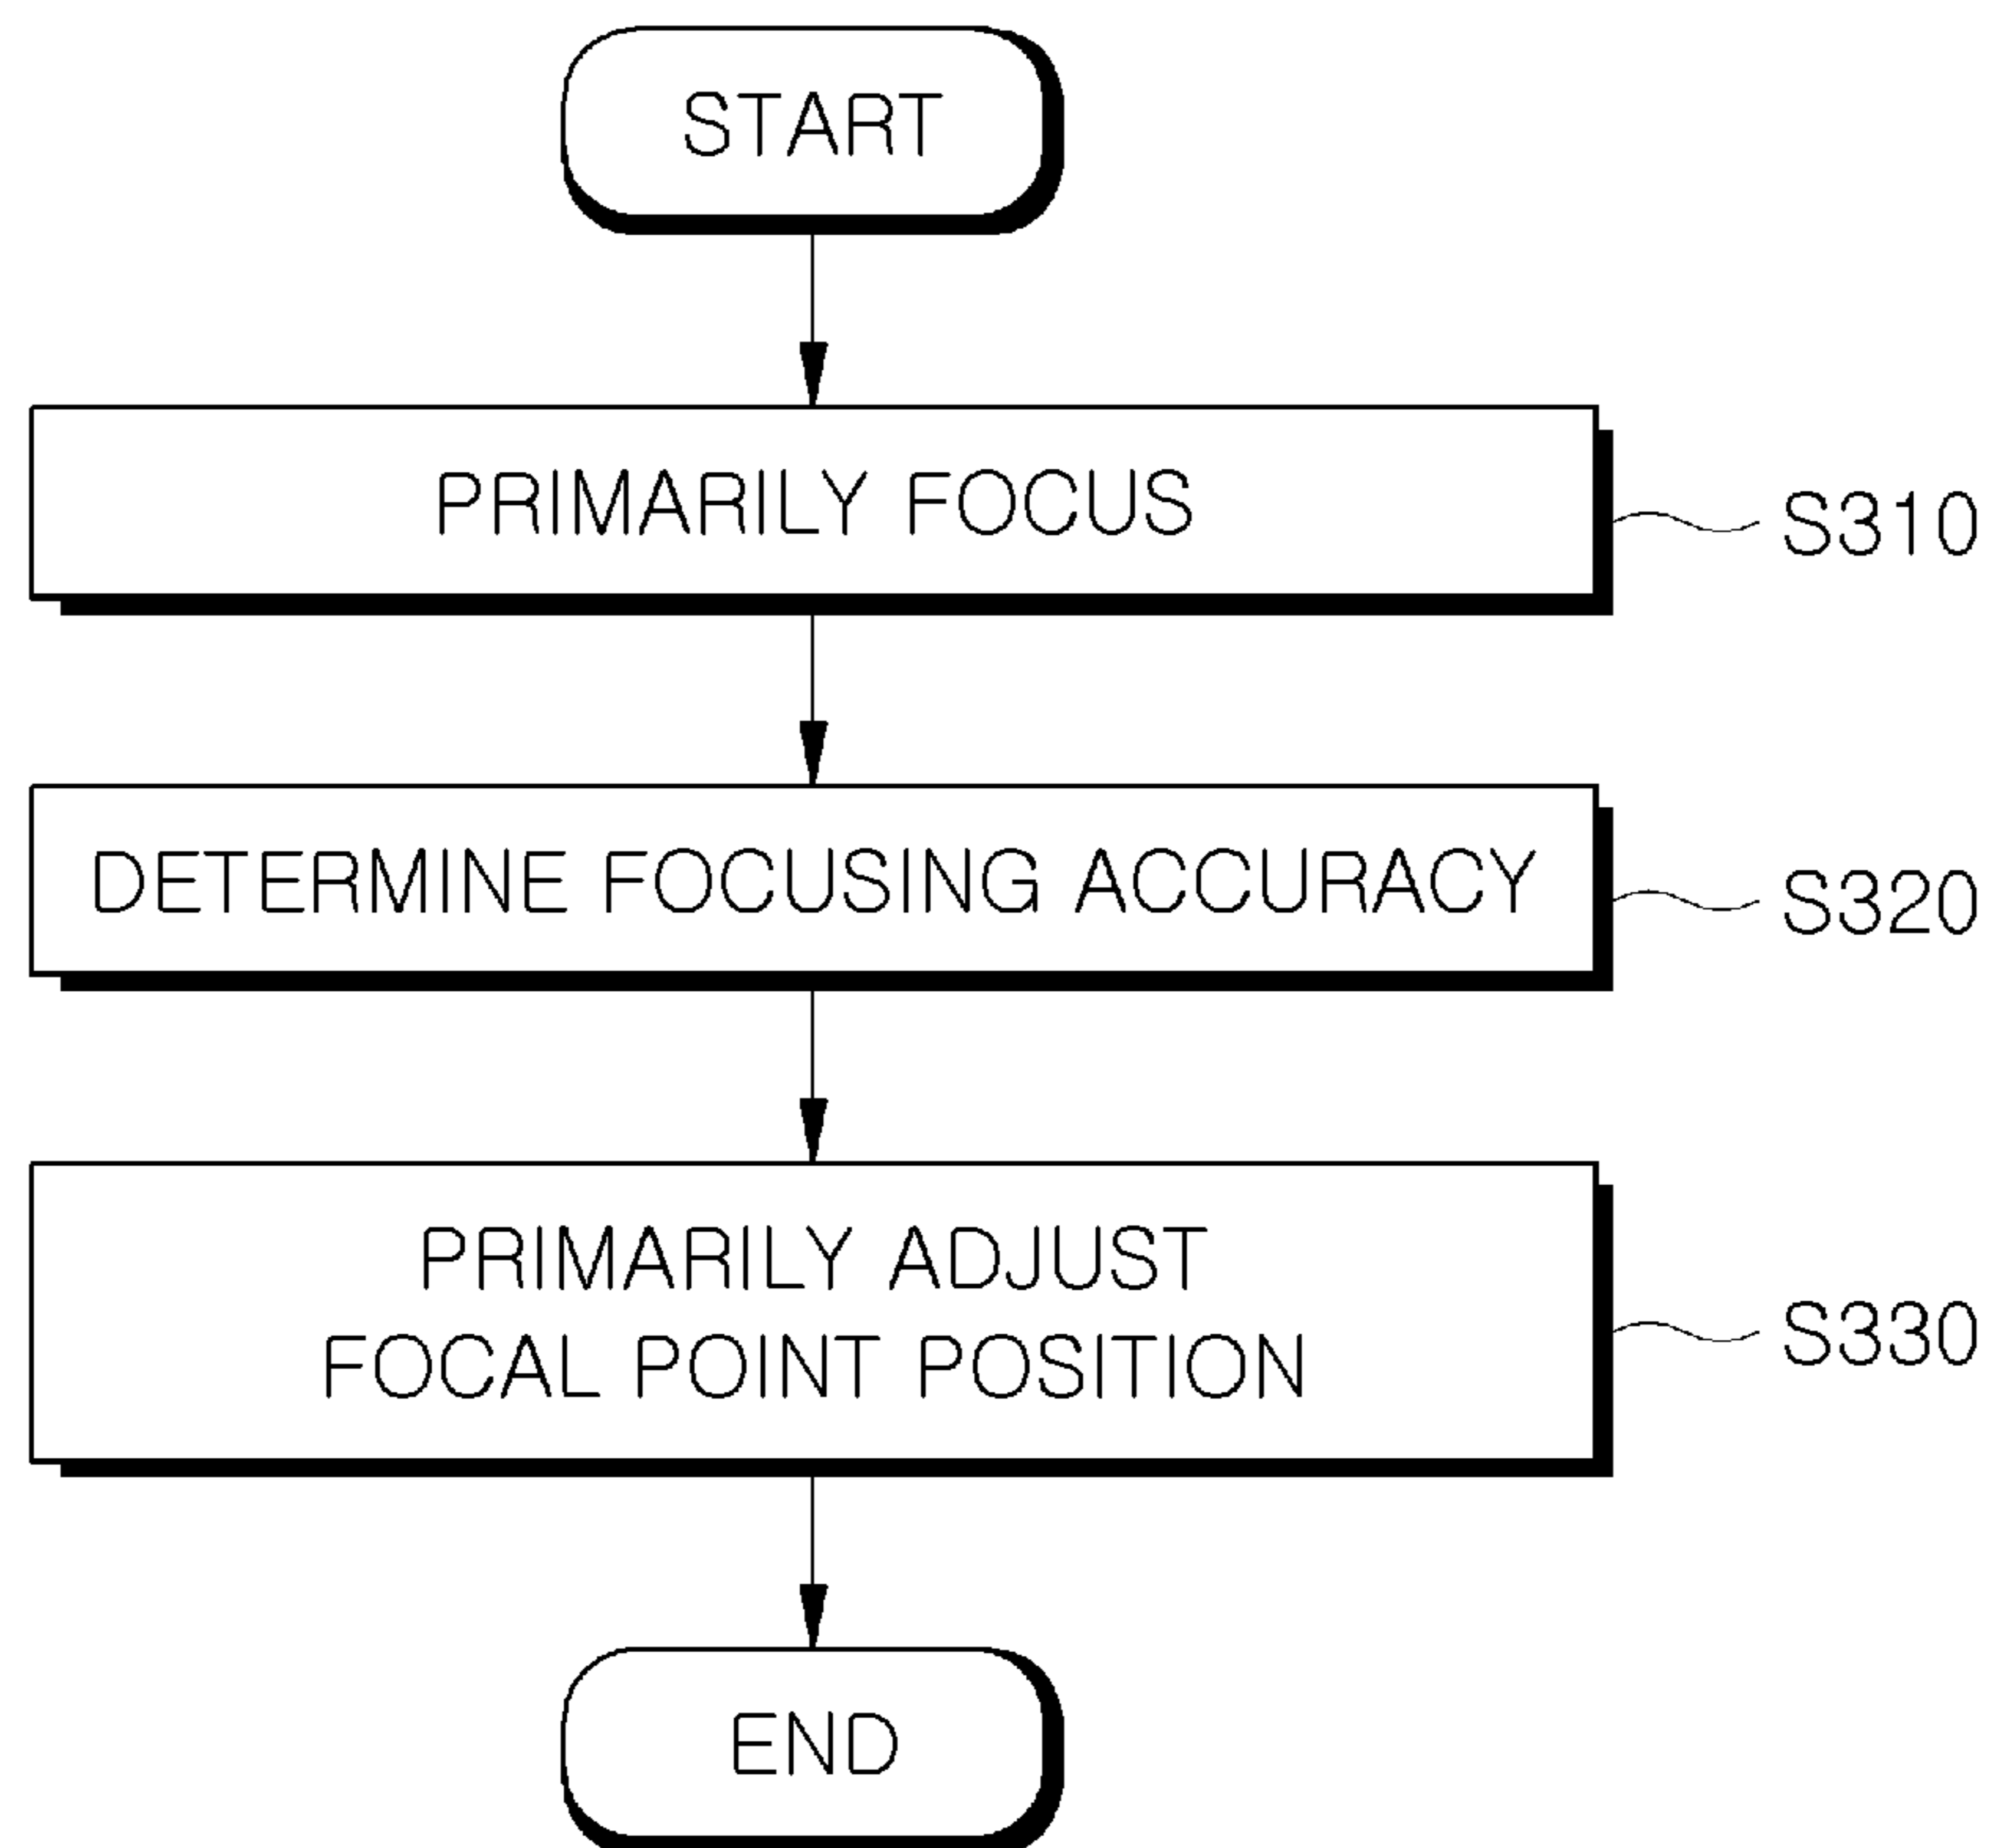 START
PRIMARILY FOCUS
S310
DETERMINE FOCUSING ACCURACY
S320
PRIMARILY ADJUST
FOCAL POINT POSITION
S330
END